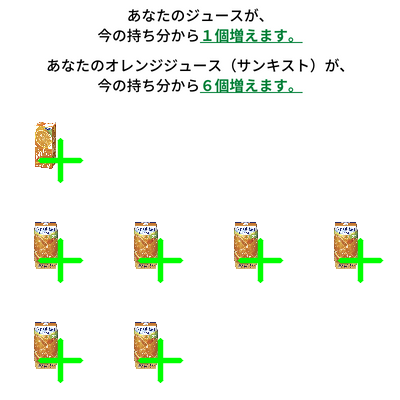 あなたのジュースが、
今の持ち分から１個増えます。
あなたのオレンジジュース（サンキスト）が、
今の持ち分から６個増えます。